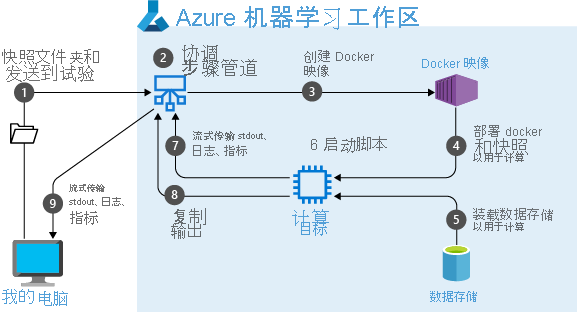 Azure 机器学习工作区
快照文件夹和
发送到试验
1
2 协调
步骤管道
创建 Docker
映像
3
Docker 映像
部署 docker
和快照
以用于计算
4
流式传输 stdout、
日志、指标
7
6 启动脚本
8
复制
输出
计算
目标
5
装载数据存储
以用于计算
流式传输
stdout、日志、
指标
9
我的电脑
数据存储